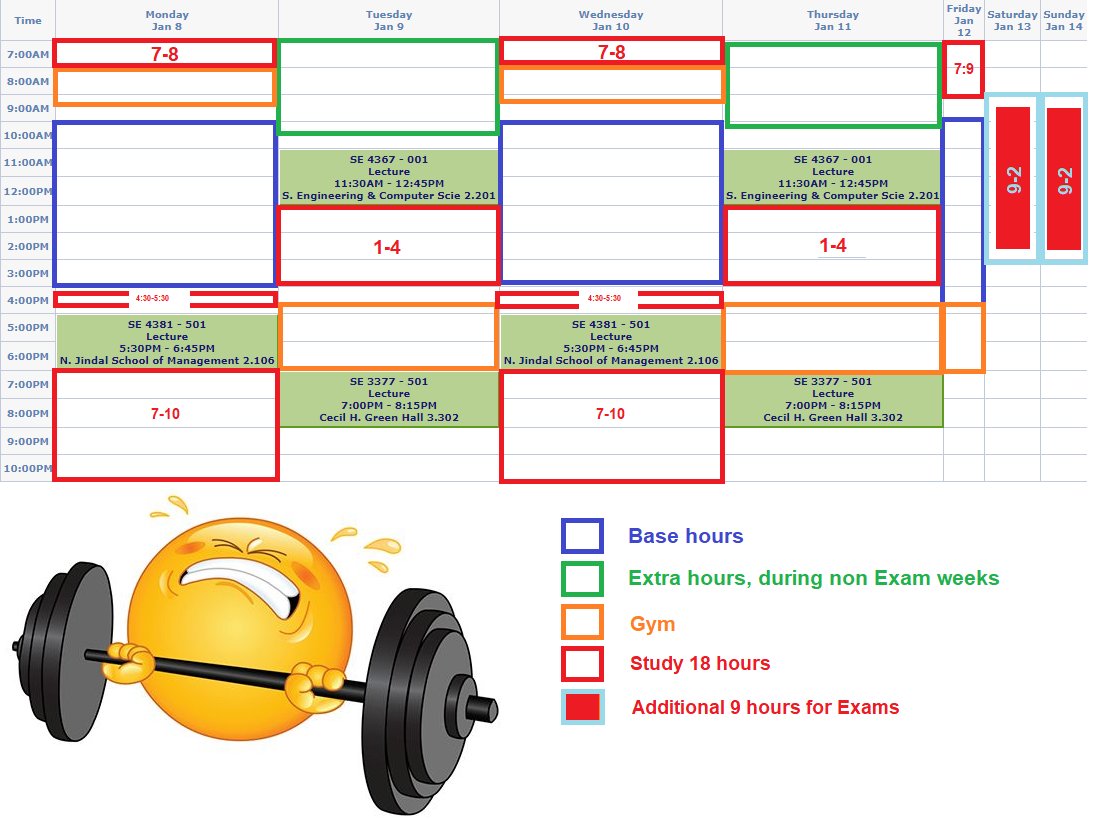 Time
Monday
Jan 8
Tuesday
Jan 9
Wednesday
Jan 10
Thursday
Jan 11
Friday
Jan
12
Saturday
Jan 13
Sunday
Jan 14
7:00AM
7-8
7-8
7:9
8:00AM
9:00AM
10:00AM
11:00AM
SE 4367 - 001
Lecture
11:30AM - 12:45PM
S. Engineering & Computer Scie 2.201
SE 4367 - 001
Lecture
11:30AM - 12:45PM
S. Engineering & Computer Scie 2.201
9-2
9-2
12:00PM
1:00PM
2:00PM
1-4
1-4
3:00PM
4:00PM
4:30-5:30
4:30-5:30
5:00PM
SE 4381 - 501
Lecture
5:30PM - 6:45PM
N. Jindal School of Management 2.106
SE 4381 - 501
Lecture
5:30PM - 6:45PM
N. Jindal School of Management 2.106
6:00PM
7:00PM
SE 3377 - 501
Lecture
7:00PM - 8:15PM
Cecil H. Green Hall 3.302
SE 3377 - 501
Lecture
7:00PM - 8:15PM
Cecil H. Green Hall 3.302
8:00PM
7-10
7-10
9:00PM
10:00PM
Base hours
Extra hours, during non Exam weeks
Gym
Study 18 hours
Additional 9 hours for Exams